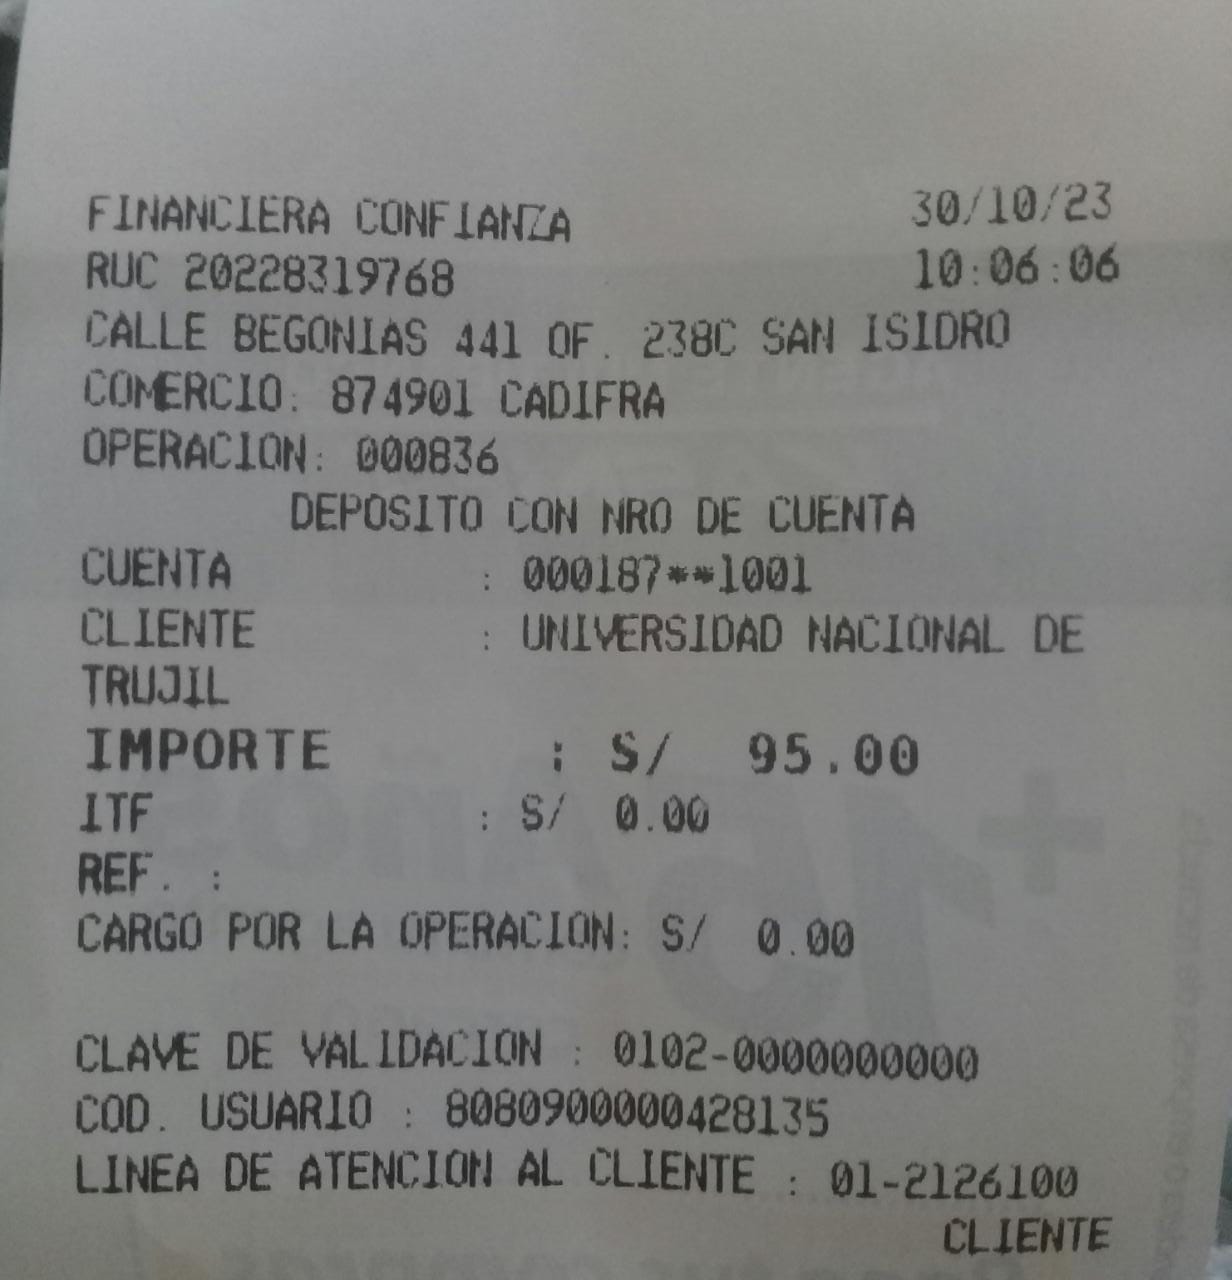 FINANCIERA CONFIANZA 30/10/23
RUC 20228319768 10:06:06
CALLE BEGONIAS 441 OF. 238C SAN ISIDRO
COMERCIO: 874901 CADIFRA
OPERACION: 000836
DEPOSITO CON NRO DE CUENTA
CUENTA : 000187**1001
CLIENTE : UNIVERSIDAD NACIONAL DE
TRUJIL
IMPORTE : S/ 95.00
ITF : S/ 0.00
REF. :
CARGO POR LA OPERACION: S/ 0.00
CLAVE DE VALIDACION : 0102-0000000000
COD. USUARIO : 8080900000428135
LINEA DE ATENCION AL CLIENTE : 01-2126100
CLIENTE